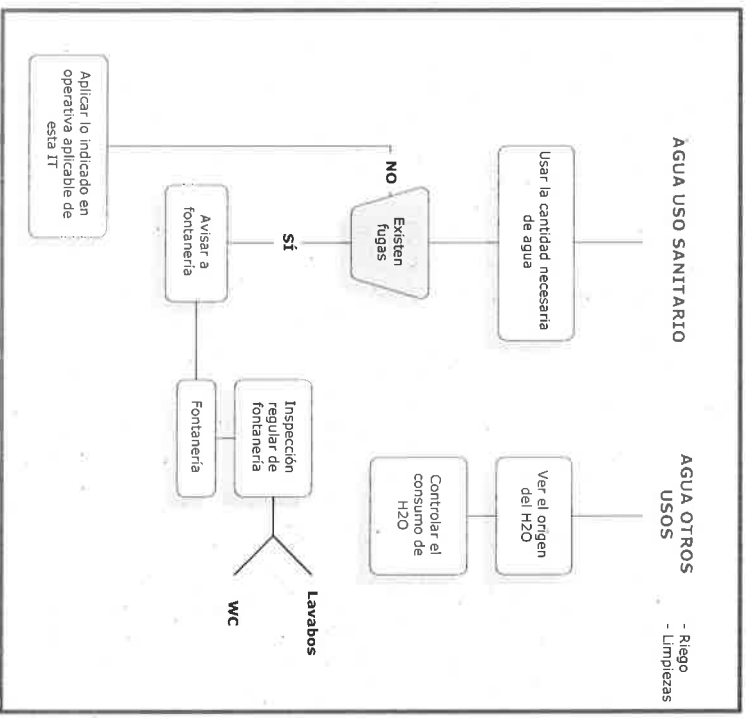 AGUA USO SANITARIO
Usar la cantidad necesaria
de agua
Existen
fugas
NO
SÍ
Avisar a
fontanería
Aplicar lo indicado en
operativa aplicable de
esta IT
Fontanería
Inspección
regular de
fontanería
Lavabos
WC
AGUA OTROS
USOS
- Riego
- Limpiezas
Ver el origen
del H2O
Controlar el
consumo de
H2O